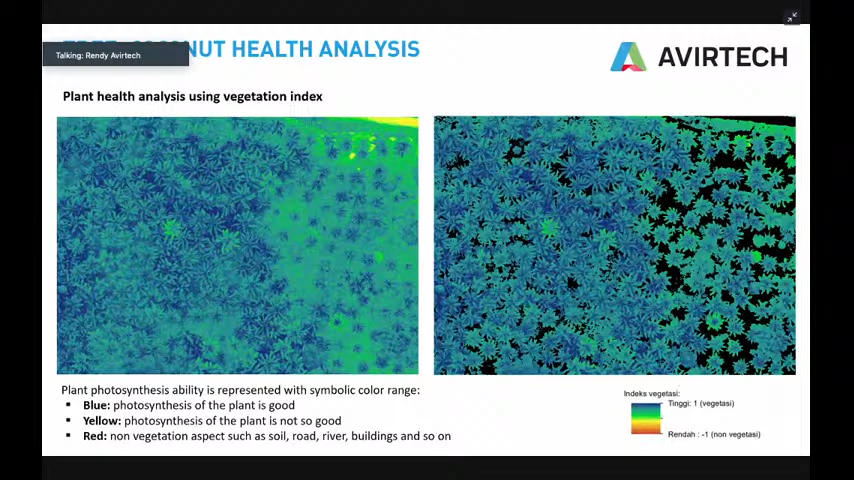 NUT HEALTH ANALYSIS
Talking: Rendy Avirtech
AVIRTECH
Plant health analysis using vegetation index
Plant photosynthesis ability is represented with symbolic color range:
▪ Blue: photosynthesis of the plant is good
▪ Yellow: photosynthesis of the plant is not so good
▪ Red: non vegetation aspect such as soil, road, river, buildings and so on
Indeks vegetasi:
Tinggi: 1 (vegetasi)
Rendah : -1 (non vegetasi)